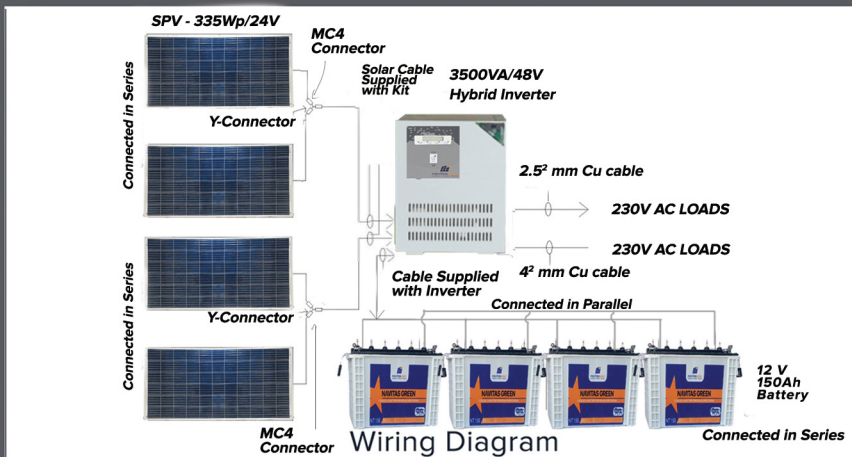 SPV - 335Wp/24V
MC4
Connector
Connected in Series
Y-Connector
Solar Cable
Supplied
with Kit
3500VA/48V
Hybrid Inverter
2.5² mm Cu cable
230V AC LOADS
230V AC LOADS
4² mm Cu cable
Cable Supplied
with Inverter
Connected in Series
Y-Connector
MC4
Connector
Connected in Parallel
NAVITAS GREEN
NAVITAS GREEN
NAVITAS GREEN
NAVITAS GREEN
12 V
150Ah
Battery
Connected in Series
Wiring Diagram